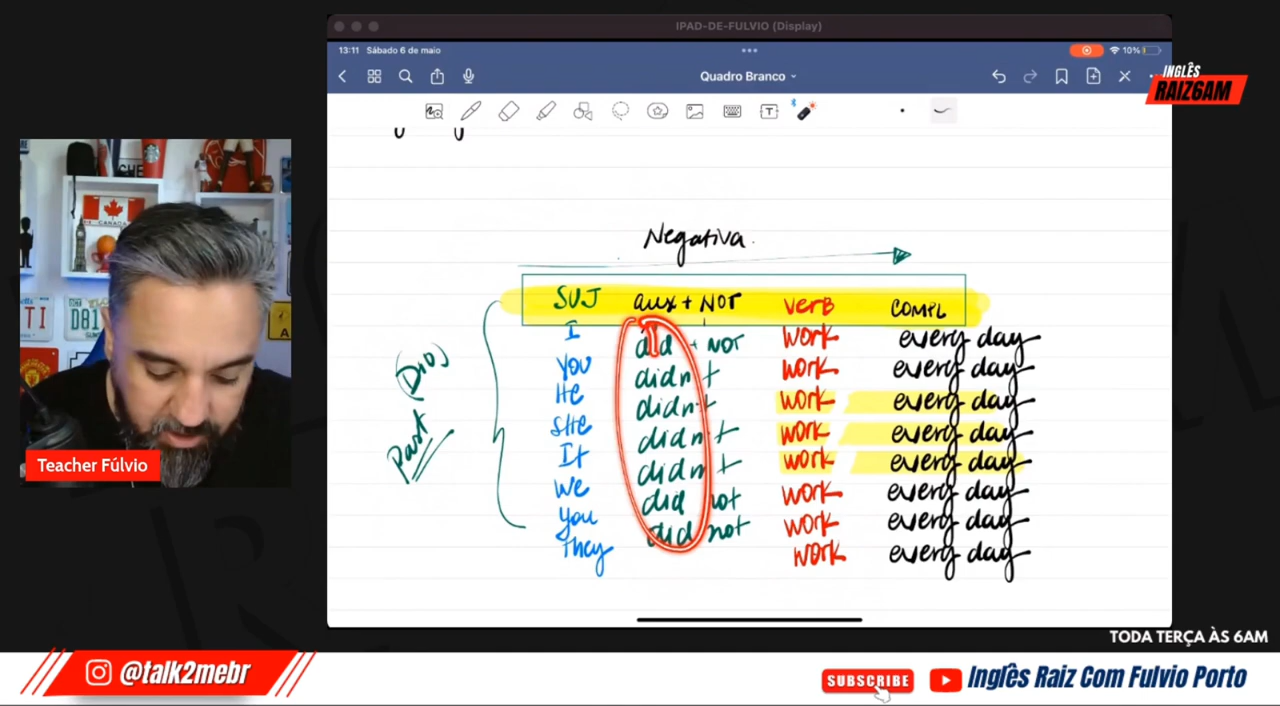 IPAD-DE-FULVIO (Display)
13:11 Sábado 6 de maio
10%
Quadro Branco
INGLÊS
RAIZ6AM
Negativa.
SUJ aux + NOT verb COMPL
I did + NOT work every day
You didn't work every day
He didn't work every day
SHe didn't work every day
It didn't work every day
we did not work every day
you did not work every day
They work every day
(DID)
Past
CANADA
Teacher Fúlvio
TODA TERÇA ÀS 6AM
@talk2mebr
SUBSCRIBE
Inglês Raiz Com Fulvio Porto